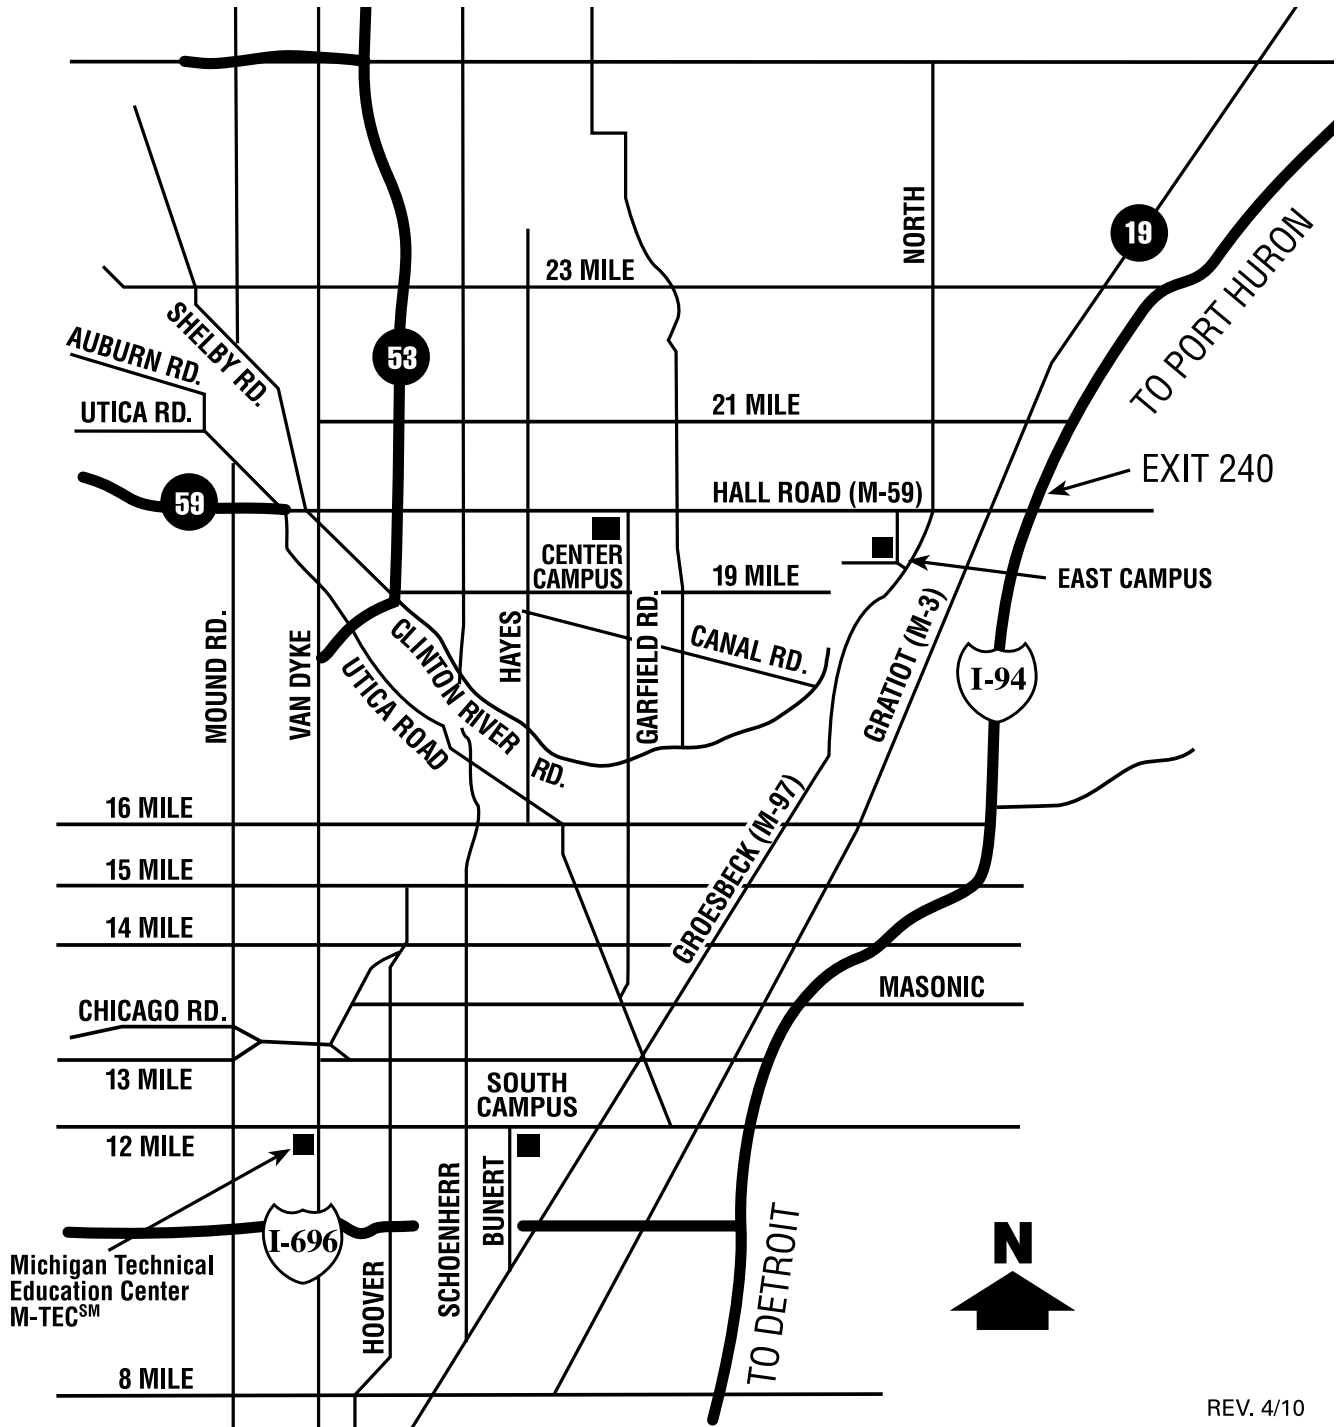 NORTH
19
23 MILE
TO PORT HURON
SHELBY RD.
AUBURN RD.
53
UTICA RD.
21 MILE
EXIT 240
59
HALL ROAD (M-59)
CENTER
CAMPUS
19 MILE
EAST CAMPUS
MOUND RD.
VAN DYKE
CLINTON RIVER
RD.
HAYES
GARFIELD RD.
CANAL RD.
GRATIOT (M-3)
I-94
UTICA ROAD
16 MILE
GROESBECK (M-97)
15 MILE
14 MILE
MASONIC
CHICAGO RD.
13 MILE
SOUTH
CAMPUS
12 MILE
SCHOENHERR
BUNERT
I-696
HOOVER
TO DETROIT
N
Michigan Technical
Education Center
M-TEC℠
8 MILE
REV. 4/10